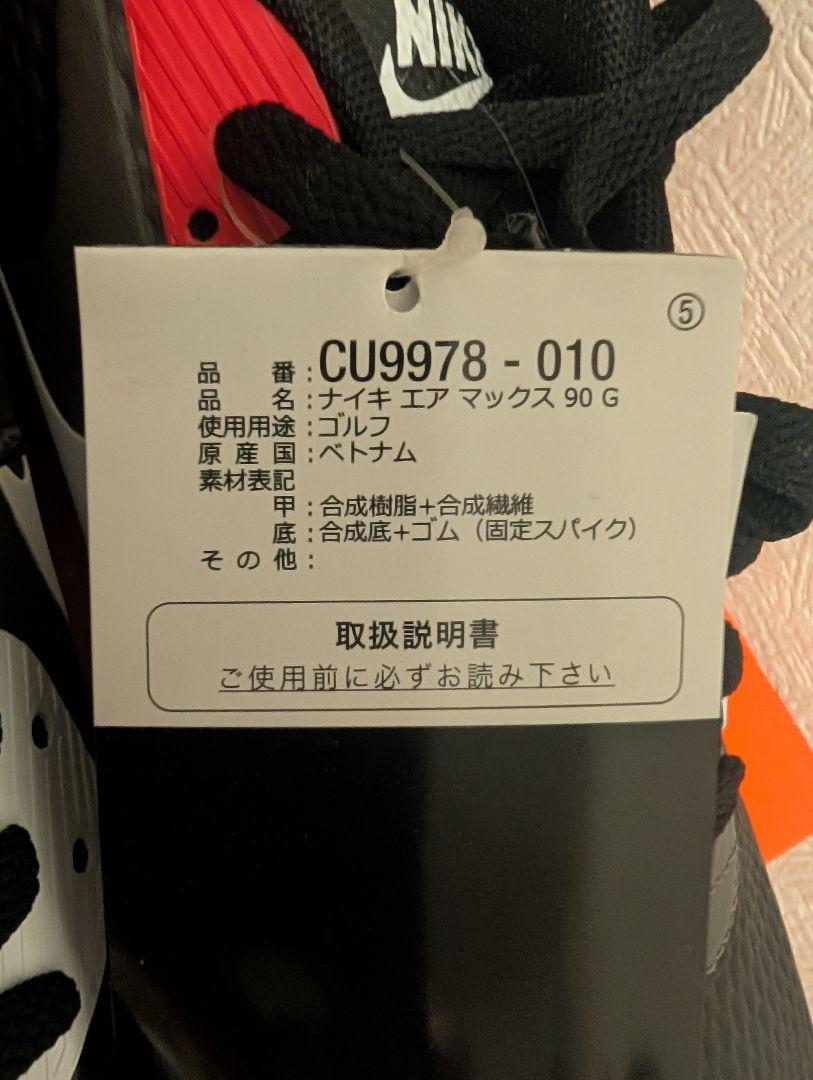 NIKE
⑤
品番:CU9978-010
品名:ナイキ エア マックス 90 G
使用用途:ゴルフ
原産国:ベトナム
素材表記
甲:合成樹脂+合成繊維
底:合成底+ゴム（固定スパイク）
その他:
取扱説明書
ご使用前に必ずお読み下さい